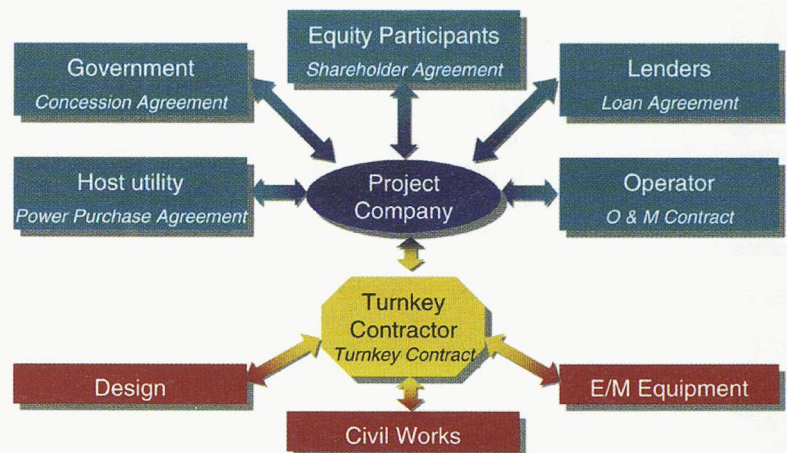 Equity Participants
Shareholder Agreement
Government
Concession Agreement
Lenders
Loan Agreement
Host utility
Power Purchase Agreement
Project
Company
Operator
O & M Contract
Turnkey
Contractor
Turnkey Contract
Design
E/M Equipment
Civil Works